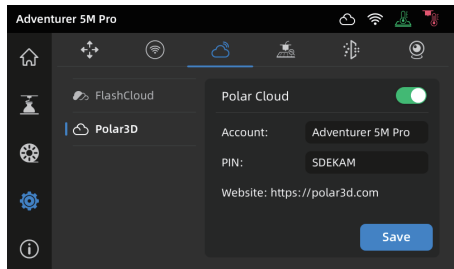 Adventurer 5M Pro
FlashCloud
Polar3D
Polar Cloud
Account: Adventurer 5M Pro
PIN: SDEKAM
Website: https://polar3d.com
Save